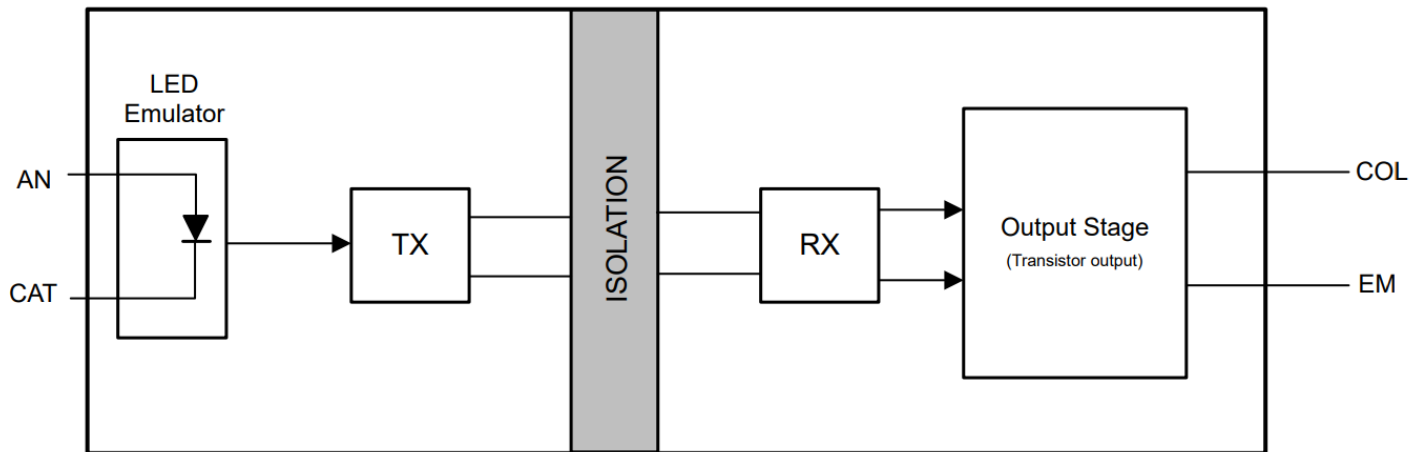 LED
Emulator
AN
CAT
TX
ISOLATION
RX
Output Stage
(Transistor output)
COL
EM